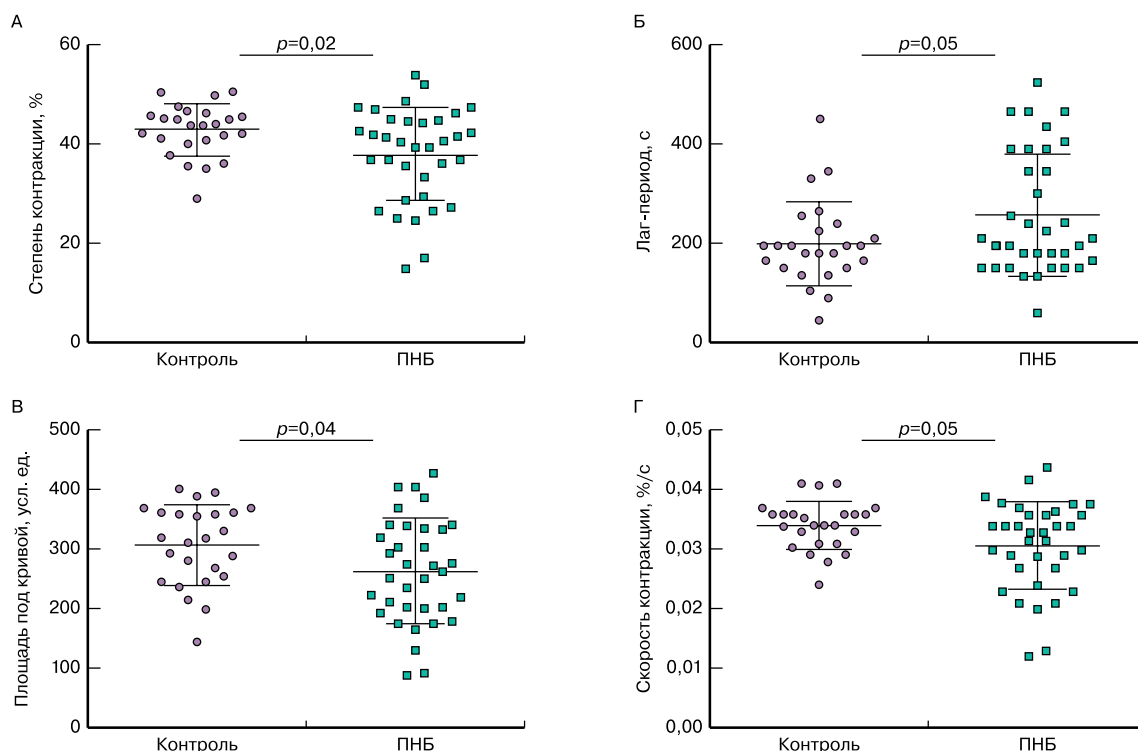 А
Степень контракции, %
60
40
20
0
p=0,02
Контроль
ПНБ
Б
Лаг-период, с
600
400
200
0
p=0,05
Контроль
ПНБ
В
Площадь под кривой, усл. ед.
500
400
300
200
100
0
p=0,04
Контроль
ПНБ
Г
Скорость контракции, %/с
0,05
0,04
0,03
0,02
0,01
0,00
p=0,05
Контроль
ПНБ